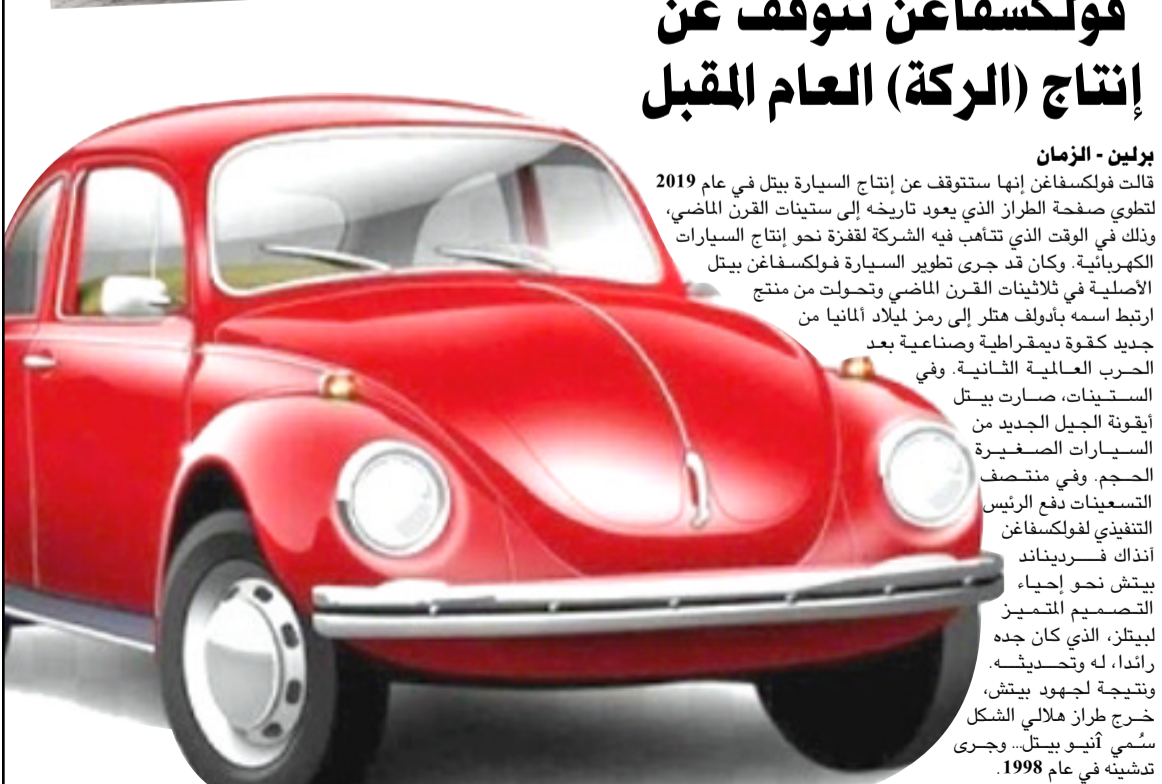 فولكسفاغن تتوقف عن
إنتاج (الركة) العام المقبل
برلين - الزمان
قالت فولكسفاغن إنها ستتوقف عن إنتاج السيارة بيتل في عام 2019
لتطوي صفحة الطراز الذي يعود تاريخه إلى ستينات القرن الماضي،
وذلك في الوقت الذي تتأهب فيه الشركة لقفزة نحو إنتاج السيارات
الكهربائية. وكان قد جرى تطوير السيارة فولكسفاغن بيتل
الأصلية في ثلاثينات القرن الماضي وتحولت من منتج
ارتبط اسمه بأدولف هتلر إلى رمز لميلاد ألمانيا من
جديد كقوة ديمقراطية وصناعية بعد
الحرب العالمية الثانية. وفي
الستينات، صارت بيتل
أيقونة الجيل الجديد من
السيارات الصغيرة
الحجم. وفي منتصف
التسعينات دفع الرئيس
التنفيذي لفولكسفاغن
آنذاك فرديناند
بيتش نحو إحياء
التصميم المتميز
لبيتلز، الذي كان جده
رائدا، له وتحديثه.
ونتيجة لجهود بيتش،
خرج طراز هلالي الشكل
سُمي îنيو بيتل... وجرى
تدشينه في عام 1998.